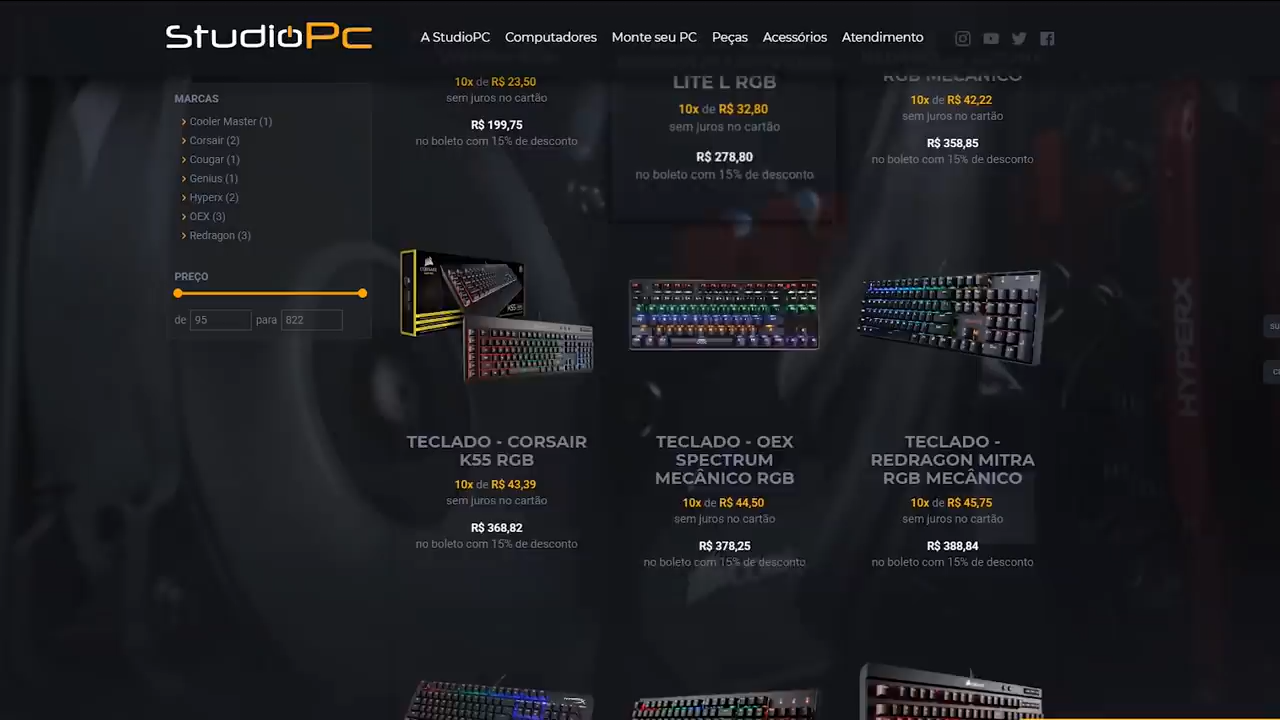 StudioPc
A StudioPC
Computadores
Monte seu PC
Peças
Acessórios
Atendimento
MARCAS
Cooler Master (1)
Corsair (2)
Cougar (1)
Genius (1)
Hyperx (2)
OEX (3)
Redragon (3)
PREÇO
de 95 para 822
10x de R$ 23,50
sem juros no cartão
R$ 199,75
no boleto com 15% de desconto
LITE L RGB
10x de R$ 32,80
sem juros no cartão
R$ 278,80
no boleto com 15% de desconto
RGB MECÂNICO
10x de R$ 42,22
sem juros no cartão
R$ 358,85
no boleto com 15% de desconto
TECLADO - CORSAIR
K55 RGB
10x de R$ 43,39
sem juros no cartão
R$ 368,82
no boleto com 15% de desconto
TECLADO - OEX
SPECTRUM
MECÂNICO RGB
10x de R$ 44,50
sem juros no cartão
R$ 378,25
no boleto com 15% de desconto
TECLADO -
REDRAGON MITRA
RGB MECÂNICO
10x de R$ 45,75
sem juros no cartão
R$ 388,84
no boleto com 15% de desconto
HYPERX